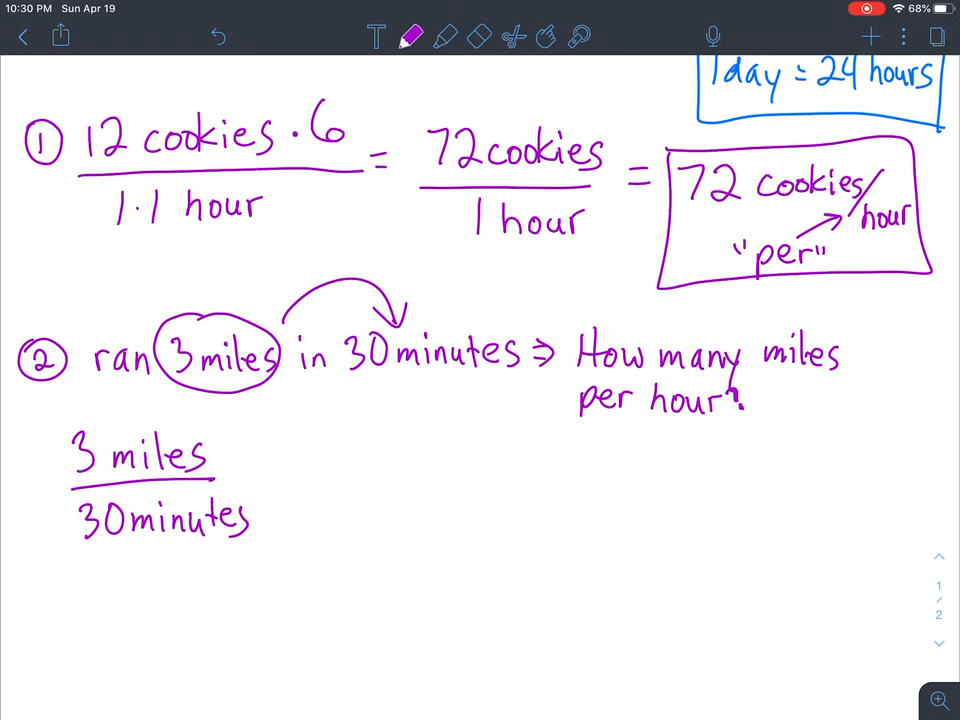 10:30 PM Sun Apr 19
68%
T
1 day = 24 hours
① 12 cookies · 6 / 1·1 hour = 72 cookies / 1 hour = 72 cookies/hour
"per"
② ran 3 miles in 30 minutes ⇒ How many miles
per hour?
3 miles
30 minutes
1
/
2